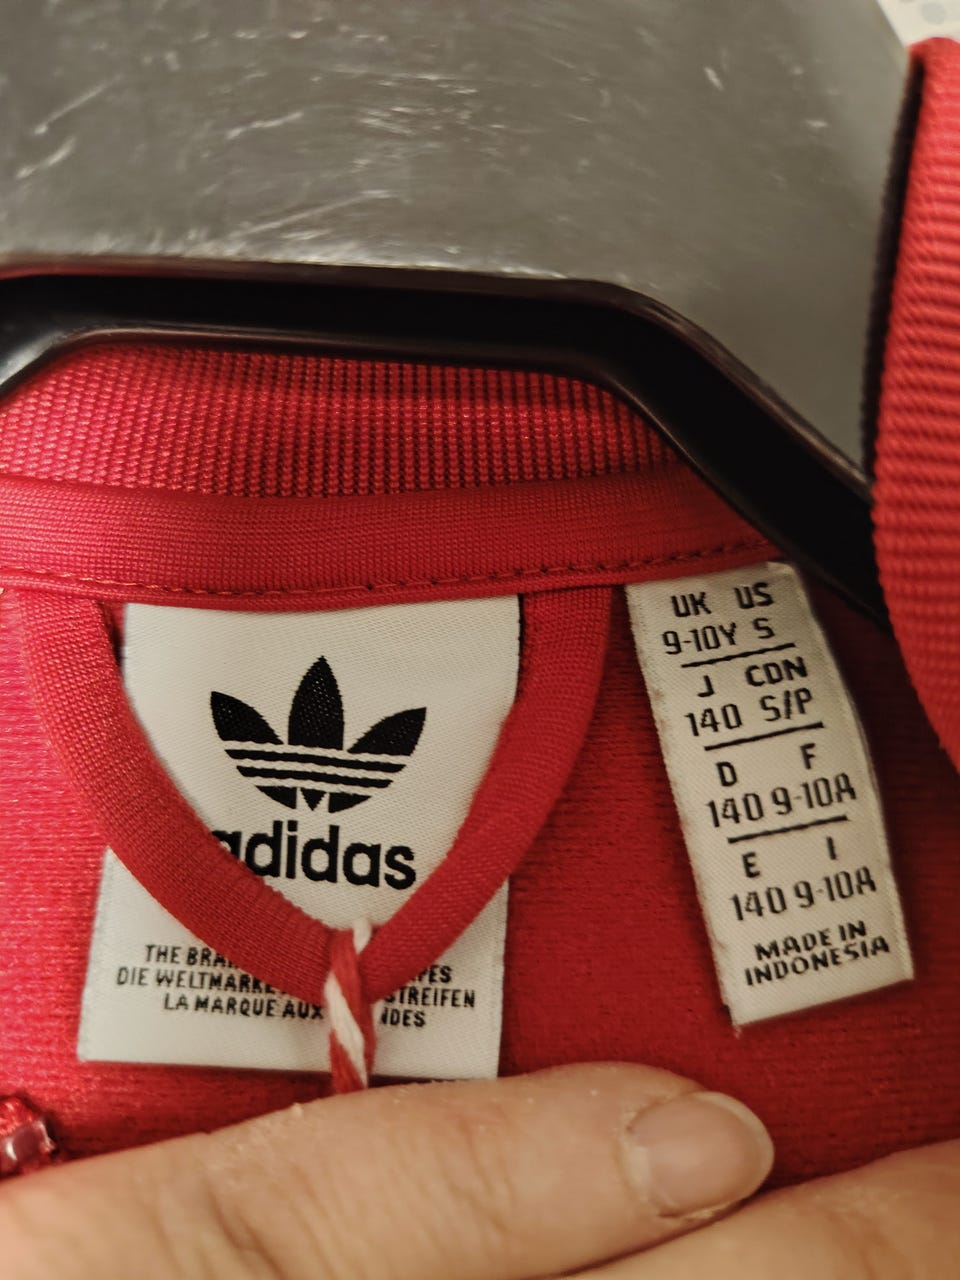 adidas
THE BRA
DIE WELTMARKE STREIFEN
LA MARQUE AUX
UK US
9-10Y S
J CDN
140 S/P
D F
140 9-10A
E I
140 9-10A
MADE IN
INDONESIA